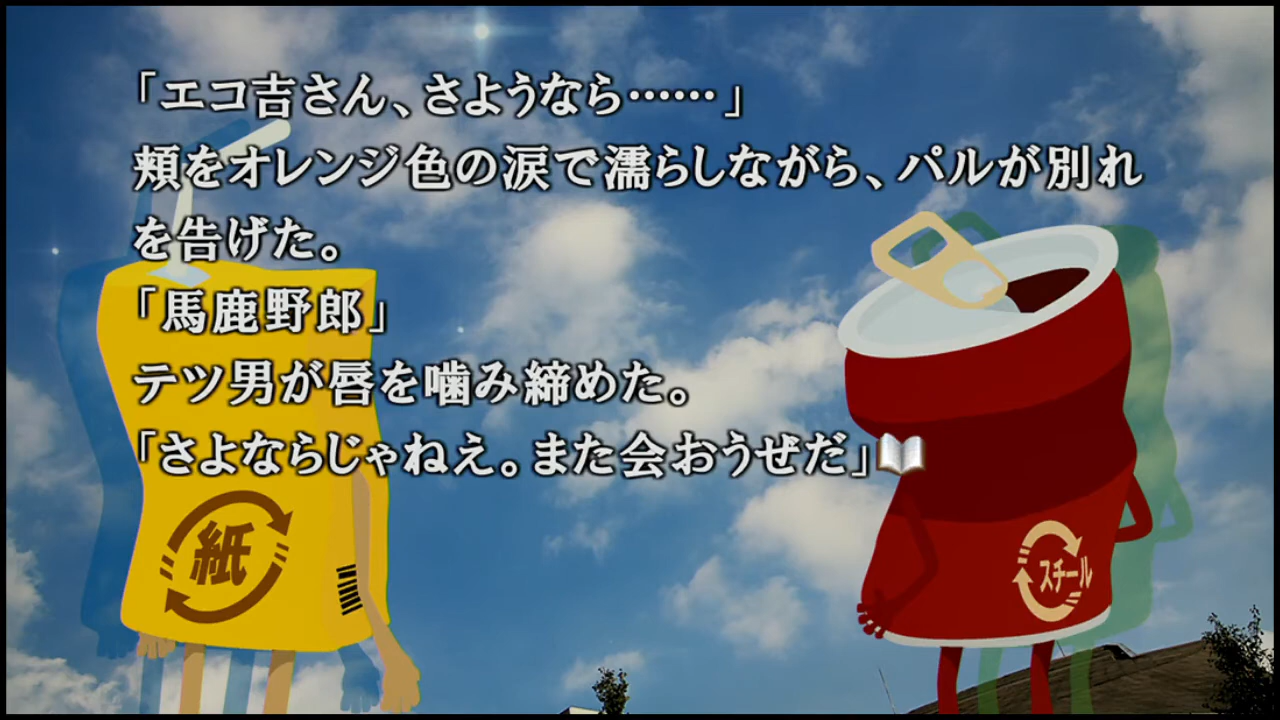 「エコ吉さん、さようなら……」
頬をオレンジ色の涙で濡らしながら、パルが別れ
を告げた。
「馬鹿野郎」
テツ男が唇を噛み締めた。
「さよならじゃねえ。また会おうぜだ」
紙
スチール